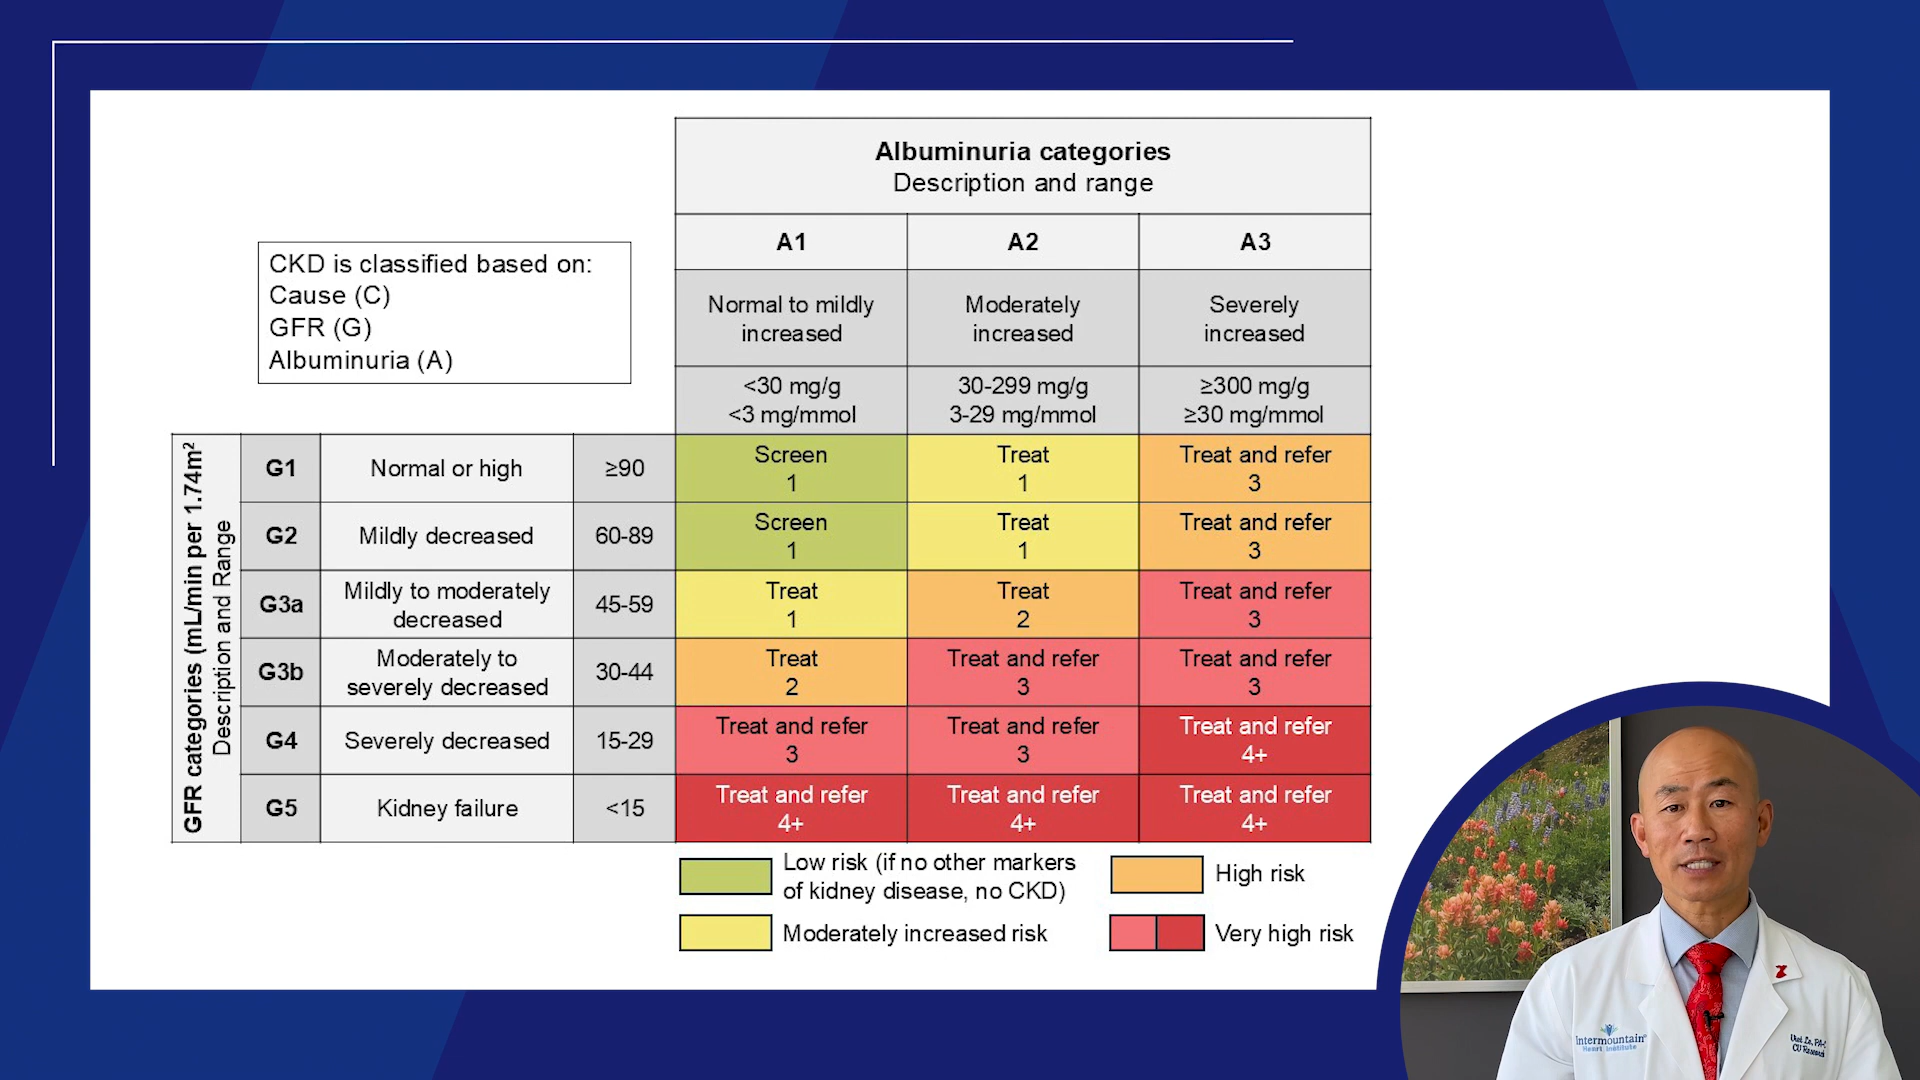 Albuminuria categories
Description and range
CKD is classified based on:
Cause (C)
GFR (G)
Albuminuria (A)
A1
A2
A3
Normal to mildly
increased
Moderately
increased
Severely
increased
<30 mg/g
<3 mg/mmol
30-299 mg/g
3-29 mg/mmol
≥300 mg/g
≥30 mg/mmol
GFR categories (mL/min per 1.74m²
Description and Range
G1
Normal or high
≥90
Screen
1
Treat
1
Treat and refer
3
G2
Mildly decreased
60-89
Screen
1
Treat
1
Treat and refer
3
G3a
Mildly to moderately
decreased
45-59
Treat
1
Treat
2
Treat and refer
3
G3b
Moderately to
severely decreased
30-44
Treat
2
Treat and refer
3
Treat and refer
3
G4
Severely decreased
15-29
Treat and refer
3
Treat and refer
3
Treat and refer
4+
G5
Kidney failure
<15
Treat and refer
4+
Treat and refer
4+
Treat and refer
4+
Low risk (if no other markers
of kidney disease, no CKD)
High risk
Moderately increased risk
Very high risk
Intermountain
Heart Institute